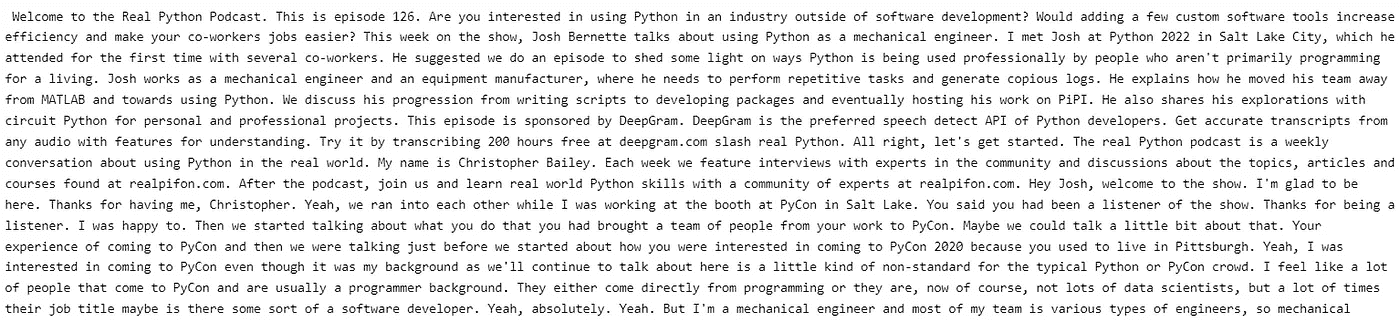 Welcome to the Real Python Podcast. This is episode 126. Are you interested in using Python in an industry outside of software development? Would adding a few custom software tools increase
efficiency and make your co-workers jobs easier? This week on the show, Josh Bernette talks about using Python as a mechanical engineer. I met Josh at Python 2022 in Salt Lake City, which he
attended for the first time with several co-workers. He suggested we do an episode to shed some light on ways Python is being used professionally by people who aren't primarily programming
for a living. Josh works as a mechanical engineer and an equipment manufacturer, where he needs to perform repetitive tasks and generate copious logs. He explains how he moved his team away
from MATLAB and towards using Python. We discuss his progression from writing scripts to developing packages and eventually hosting his work on PiPI. He also shares his explorations with
circuit Python for personal and professional projects. This episode is sponsored by DeepGram. DeepGram is the preferred speech detect API of Python developers. Get accurate transcripts from
any audio with features for understanding. Try it by transcribing 200 hours free at deepgram.com slash real Python. All right, let's get started. The real Python podcast is a weekly
conversation about using Python in the real world. My name is Christopher Bailey. Each week we feature interviews with experts in the community and discussions about the topics, articles and
courses found at realpifon.com. After the podcast, join us and learn real world Python skills with a community of experts at realpifon.com. Hey Josh, welcome to the show. I'm glad to be
here. Thanks for having me, Christopher. Yeah, we ran into each other while I was working at the booth at PyCon in Salt Lake. You said you had been a listener of the show. Thanks for being a
listener. I was happy to. Then we started talking about what you do that you had brought a team of people from your work to PyCon. Maybe we could talk a little bit about that. Your
experience of coming to PyCon and then we were talking just before we started about how you were interested in coming to PyCon 2020 because you used to live in Pittsburgh. Yeah, I was
interested in coming to PyCon even though it was my background as we'll continue to talk about here is a little kind of non-standard for the typical Python or PyCon crowd. I feel like a lot
of people that come to PyCon and are usually a programmer background. They either come directly from programming or they are, now of course, not lots of data scientists, but a lot of times
their job title maybe is there some sort of a software developer. Yeah, absolutely. Yeah. But I'm a mechanical engineer and most of my team is various types of engineers, so mechanical